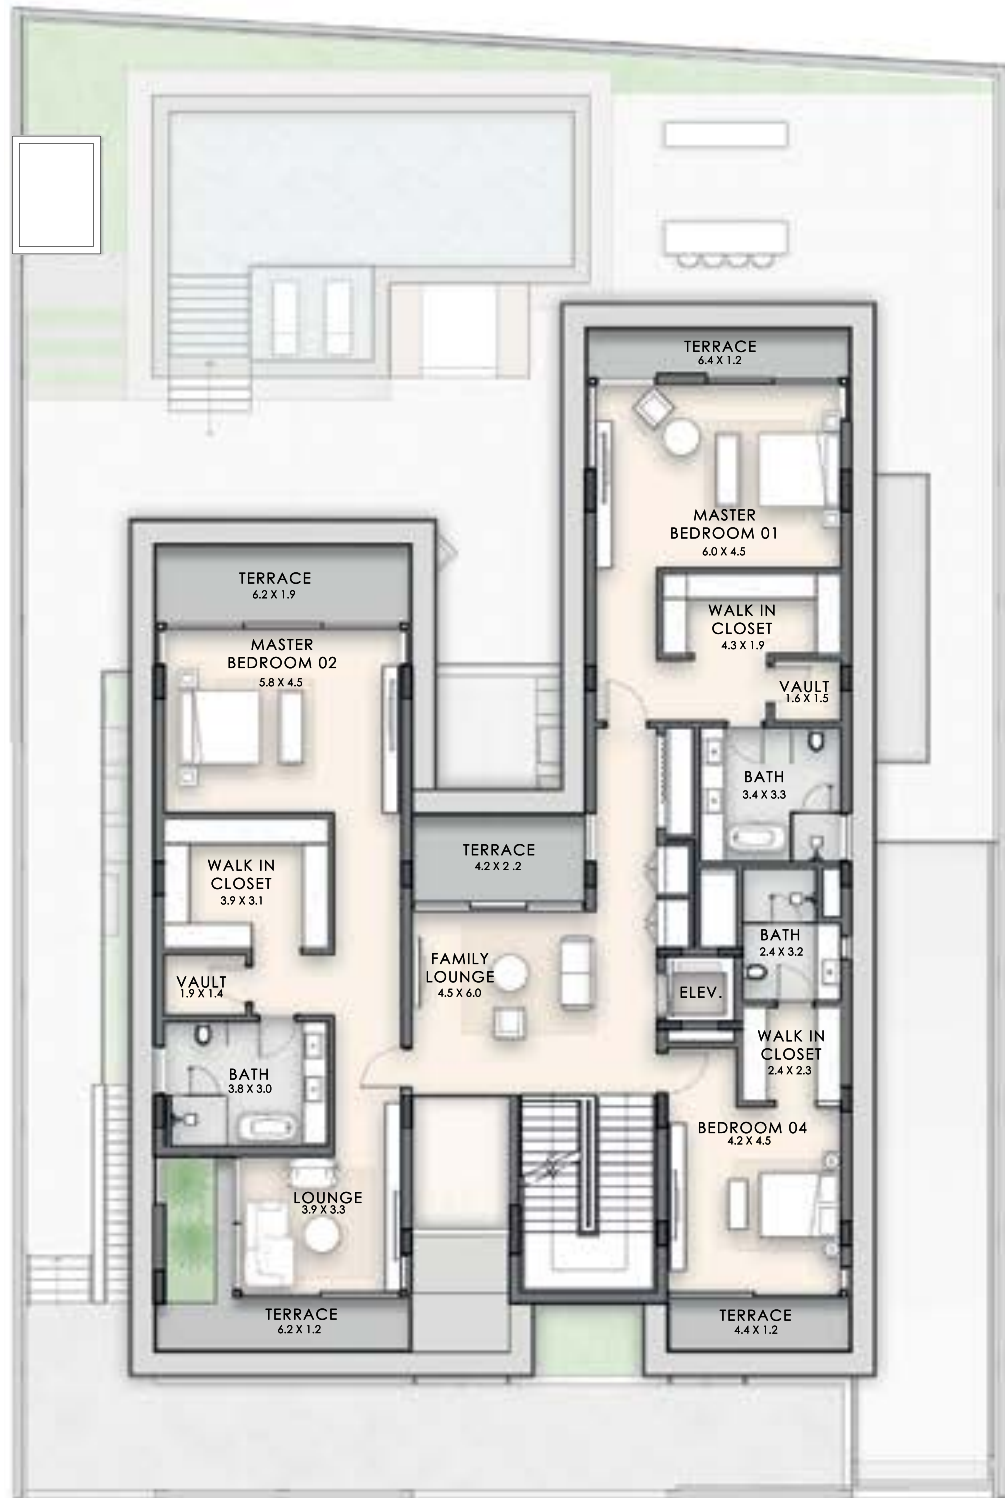 TERRACE
6.4 X 1.2
MASTER
BEDROOM 01
6.0 X 4.5
WALK IN
CLOSET
4.3 X 1.9
VAULT
1.6 X 1.5
BATH
3.4 X 3.3
TERRACE
6.2 X 1.9
MASTER
BEDROOM 02
5.8 X 4.5
WALK IN
CLOSET
3.9 X 3.1
VAULT
1.9 X 1.4
BATH
3.8 X 3.0
LOUNGE
3.9 X 3.3
TERRACE
6.2 X 1.2
TERRACE
4.2 X 2 .2
FAMILY
LOUNGE
4.5 X 6.0
ELEV.
BATH
2.4 X 3.2
WALK IN
CLOSET
2.4 X 2.3
BEDROOM 04
4.2 X 4.5
TERRACE
4.4 X 1.2